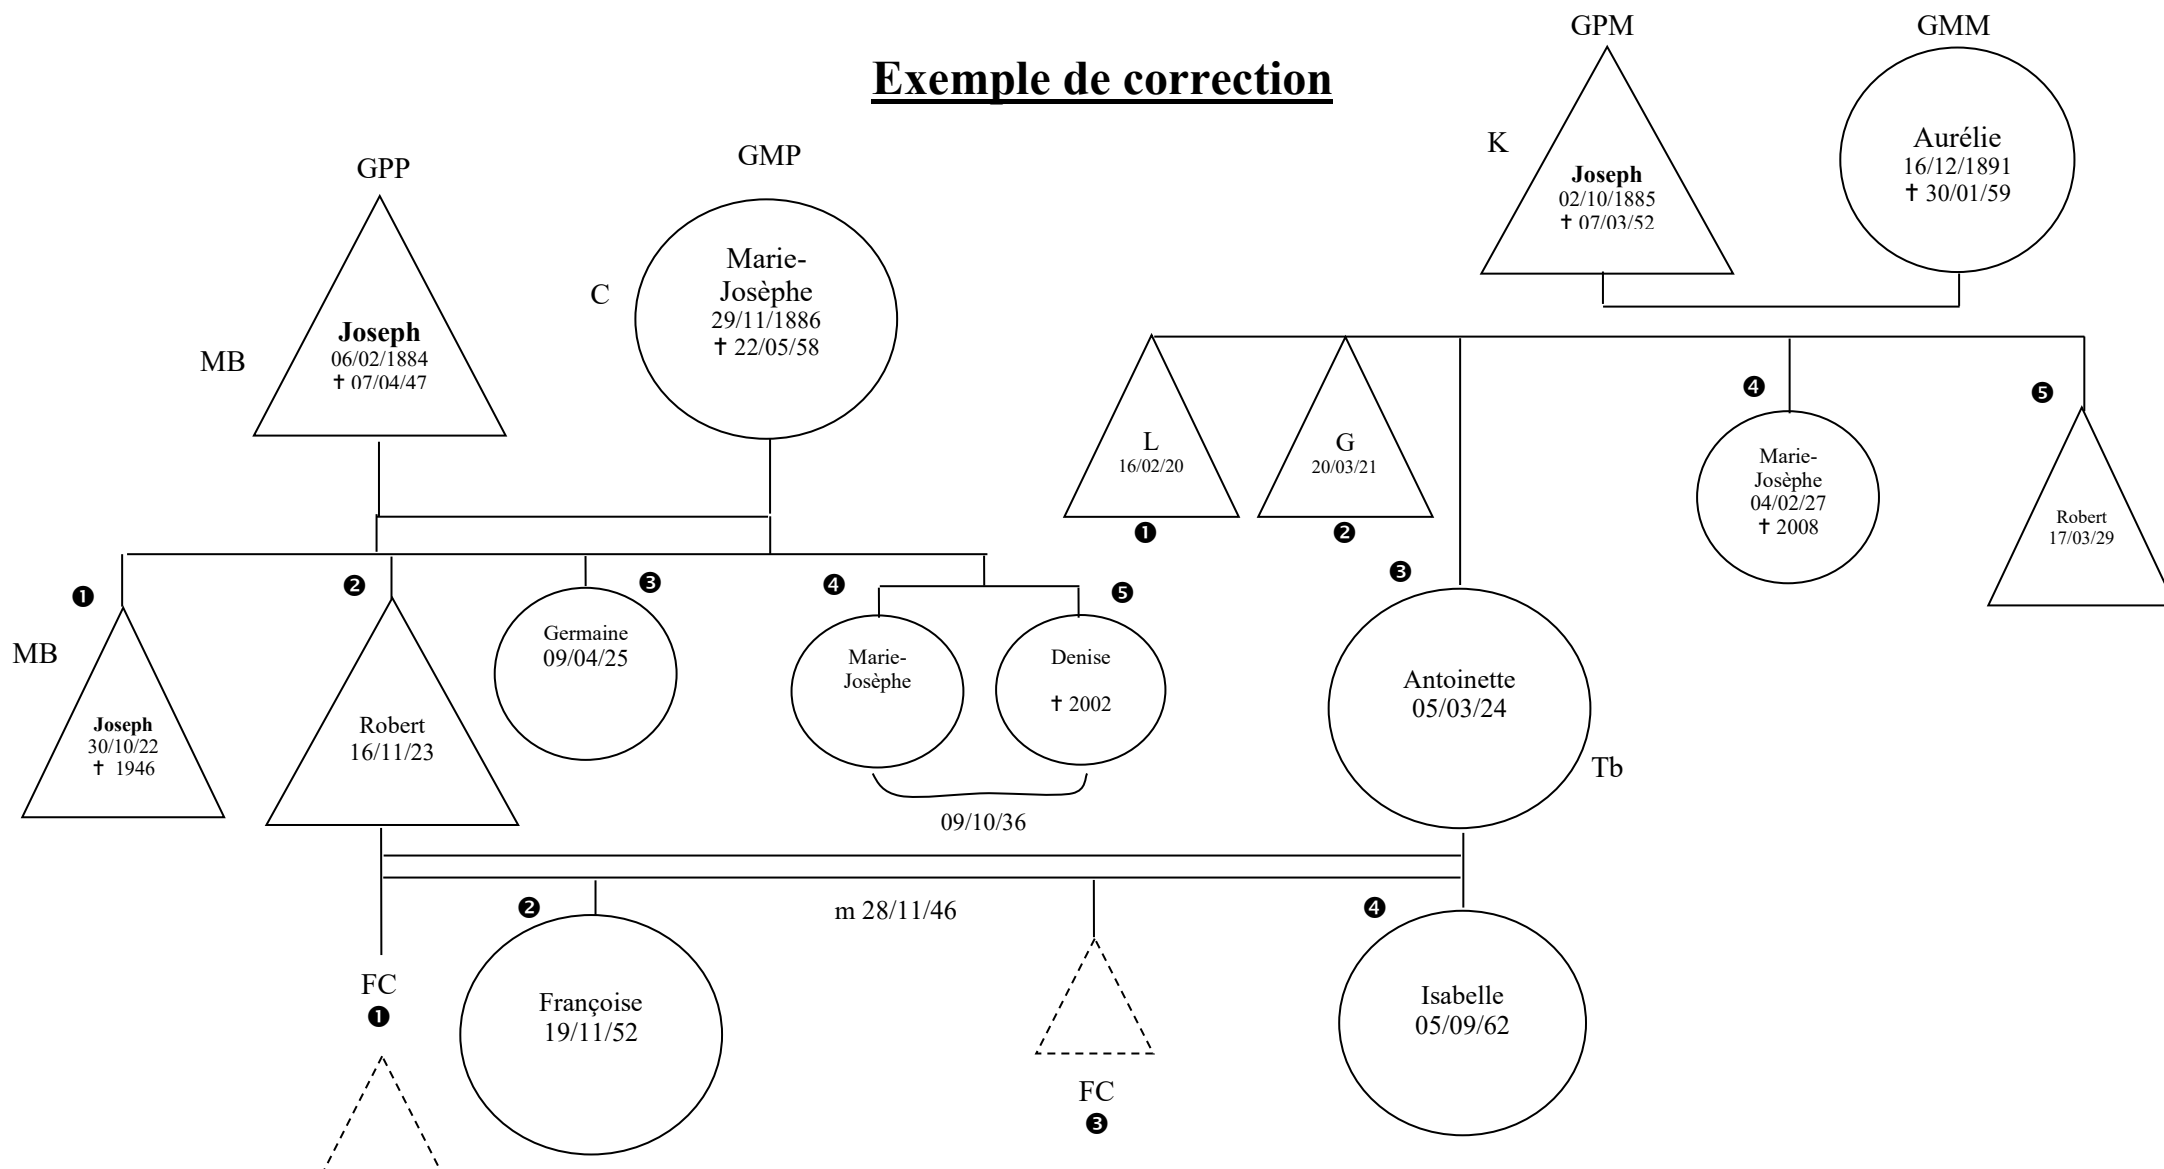 GPM
GMM
Exemple de correction
K
Joseph
02/10/1885
✝ 07/03/52
Aurélie
16/12/1891
✝ 30/01/59
GPP
GMP
MB
Joseph
06/02/1884
✝ 07/04/47
C
Marie-
Josèphe
29/11/1886
✝ 22/05/58
L
16/02/20
❶
G
20/03/21
❷
❸
❹
Marie-
Josèphe
04/02/27
✝ 2008
❺
Robert
17/03/29
❶
MB
Joseph
30/10/22
✝ 1946
❷
Robert
16/11/23
❸
Germaine
09/04/25
❹
Marie-
Josèphe
❺
Denise
✝ 2002
09/10/36
Antoinette
05/03/24
Tb
m 28/11/46
FC
❶
❷
Françoise
19/11/52
FC
❸
❹
Isabelle
05/09/62